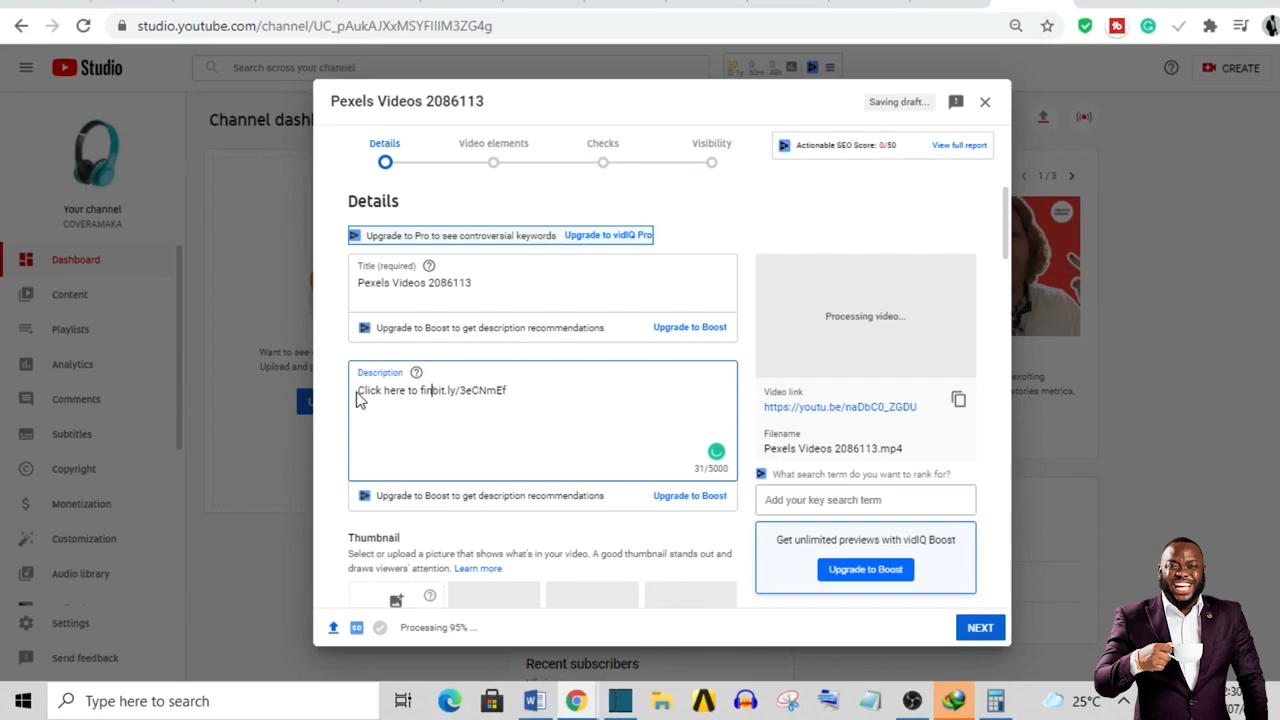 studio.youtube.com/channel/UC_pAukAJXxMSYFlllM3ZG4g
Studio
Search across your channel
CREATE
Your channel
COVERAMAKA
Dashboard
Content
Playlists
Analytics
Comments
Subtitles
Copyright
Monetization
Customization
Audio library
Settings
Send feedback
Channel dash
Want to see
Upload and p
1 / 3
exciting
stories metrics,
Recent subscribers
Pexels Videos 2086113
Saving draft...
Details
Video elements
Checks
Visibility
Actionable SEO Score: 0/50
View full report
Details
Upgrade to Pro to see controversial keywords
Upgrade to vidIQ Pro
Title (required)
Pexels Videos 2086113
Upgrade to Boost to get description recommendations
Upgrade to Boost
Description
Click here to finbit.ly/3eCNmEf
31/5000
Upgrade to Boost to get description recommendations
Upgrade to Boost
Thumbnail
Select or upload a picture that shows what's in your video. A good thumbnail stands out and
draws viewers' attention. Learn more
Processing video...
Video link
https://youtu.be/naDbC0_ZGDU
Filename
Pexels Videos 2086113.mp4
What search term do you want to rank for?
Add your key search term
Get unlimited previews with vidIQ Boost
Upgrade to Boost
Processing 95% ...
NEXT
Type here to search
25°C